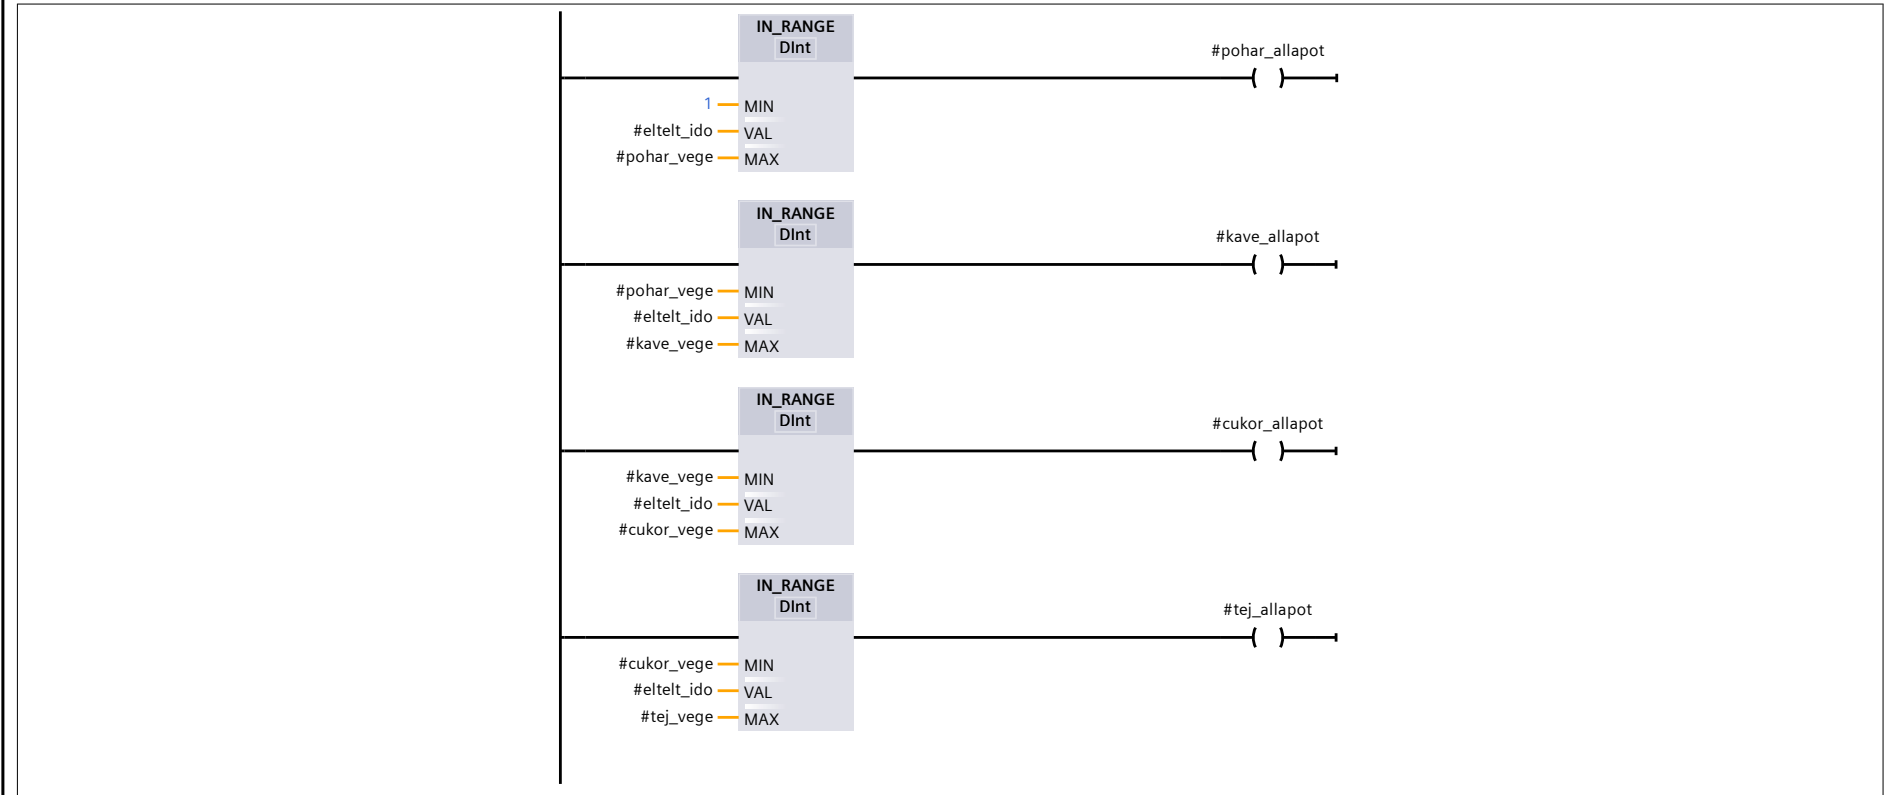 IN_RANGE
DInt
#pohar_allapot
1 MIN
#eltelt_ido VAL
#pohar_vege MAX
IN_RANGE
DInt
#kave_allapot
#pohar_vege MIN
#eltelt_ido VAL
#kave_vege MAX
IN_RANGE
DInt
#cukor_allapot
#kave_vege MIN
#eltelt_ido VAL
#cukor_vege MAX
IN_RANGE
DInt
#tej_allapot
#cukor_vege MIN
#eltelt_ido VAL
#tej_vege MAX